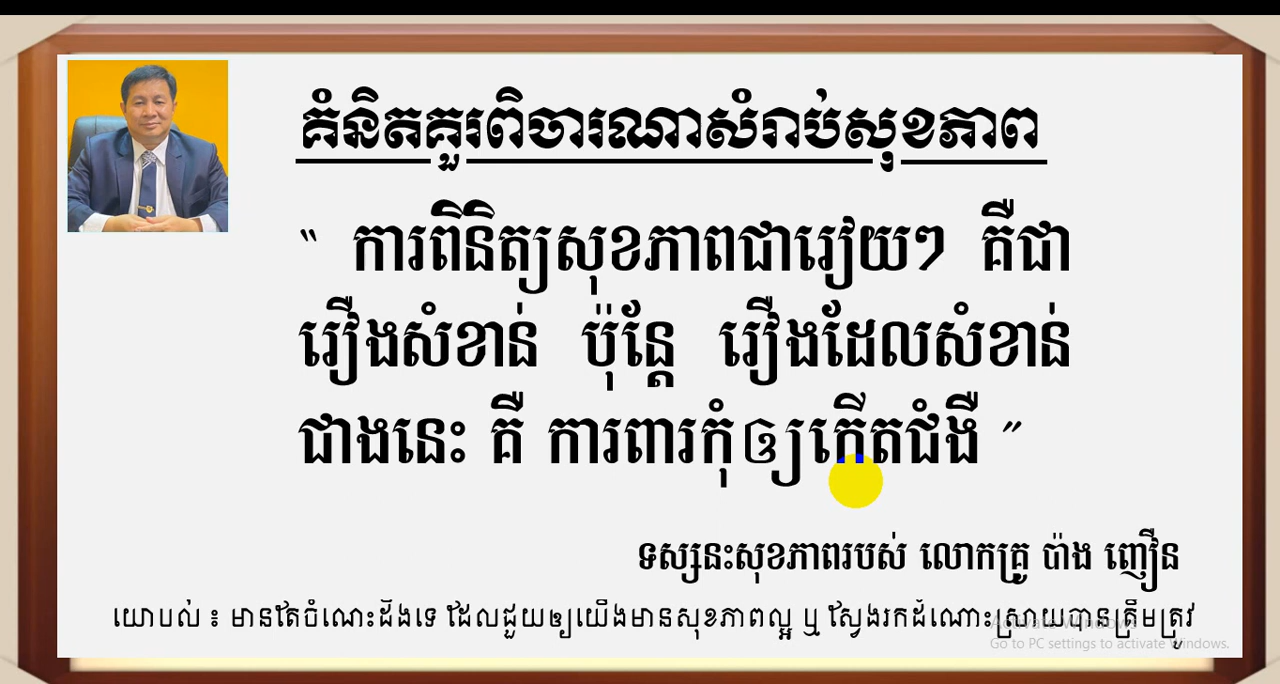 គំនិតគួរពិចារណាសំរាប់សុខភាព
“ ការពិនិត្យសុខភាពជារៀយៗ គឺជា
រឿងសំខាន់ ប៉ុន្តែ រឿងដែលសំខាន់
ជាងនេះ គឺ ការពារកុំឲ្យកើតជំងឺ ”
ទស្សនះសុខភាពរបស់ លោកគ្រូ ប៉ាង ញឿន
យោបល់ ៖ មានតែចំណេះដឹងទេ ដែលជួយឲ្យយើងមានសុខភាពល្អ ឬ ស្វែងរកដំណោះស្រាយបានត្រឹមត្រូវ
Activate Windows
Go to PC settings to activate Windows.